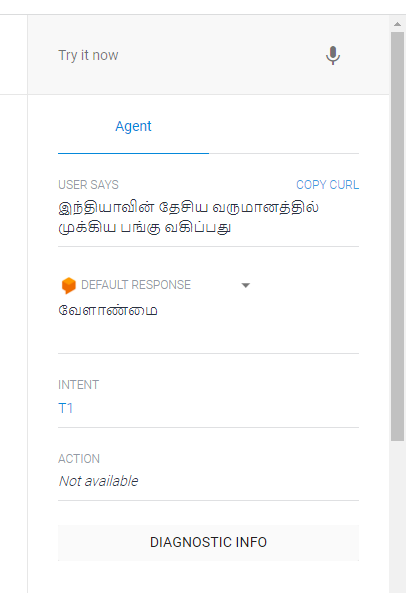 Try it now
Agent
USER SAYS COPY CURL
இந்தியாவின் தேசிய வருமானத்தில்
முக்கிய பங்கு வகிப்பது
DEFAULT RESPONSE
வேளாண்மை
INTENT
T1
ACTION
Not available
DIAGNOSTIC INFO